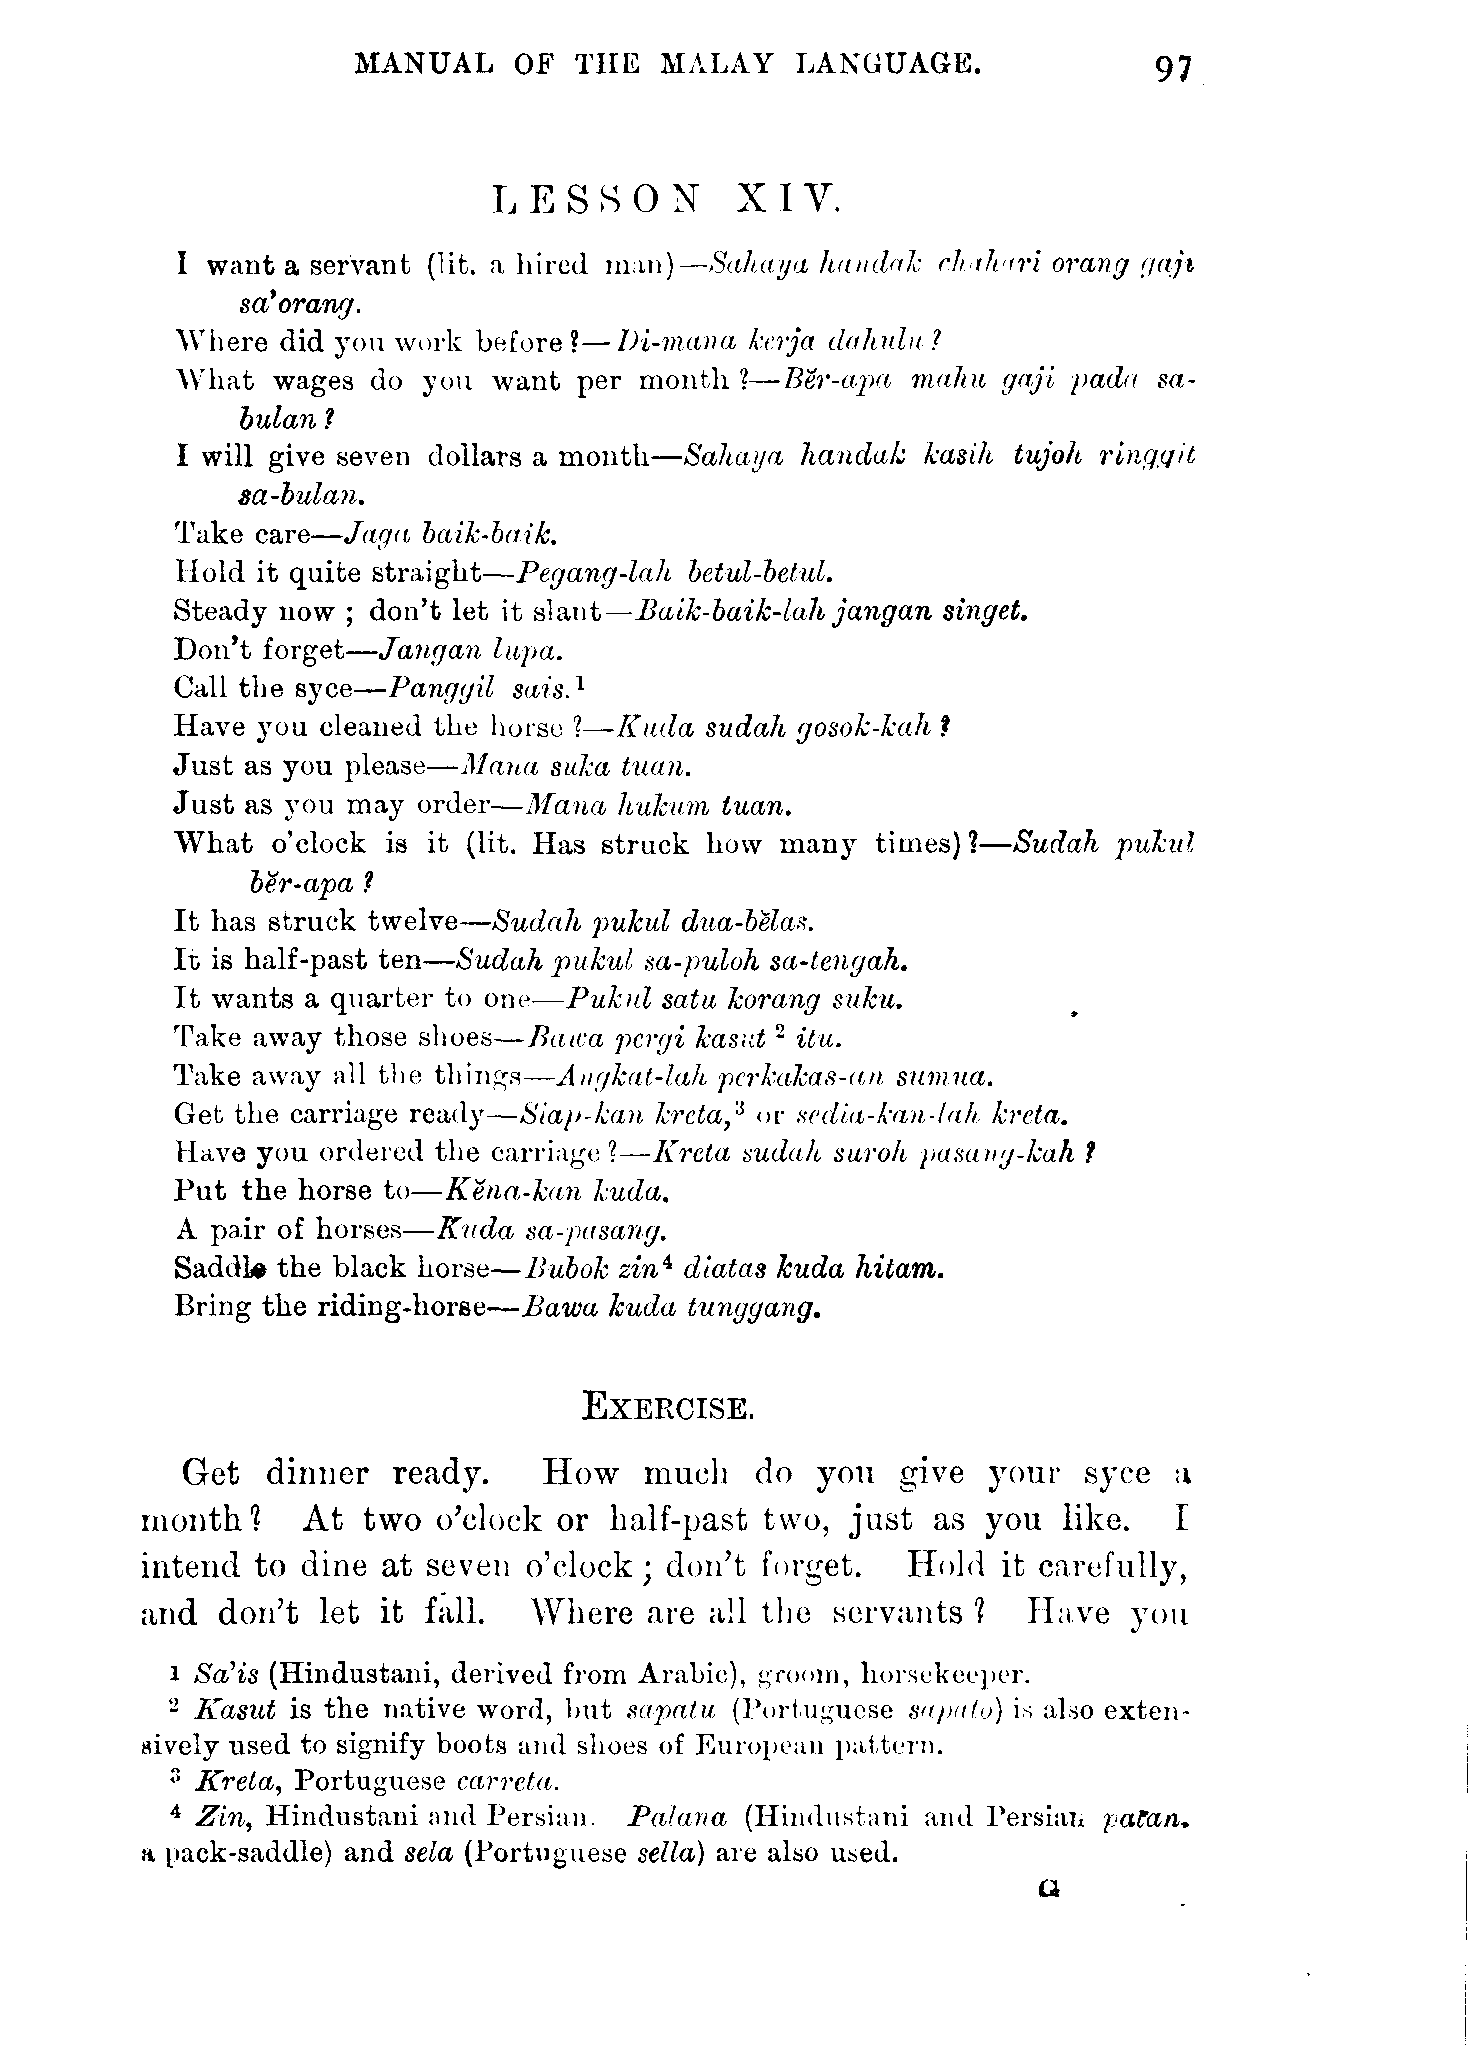 MANUAL OF THE MALAY LANGUAGE. 97
LESSON XIV.
I want a servant (lit. a hired man)—Sahaya handak chahari orang gaji
sa'orang.
Where did you work before?—Di-mana kerja dahulu?
What wages do you want per month?—Bĕr-apa mahu gaji pada sa-
bulan?
I will give seven dollars a month—Sahaya handak kasih tujoh ringgit
sa-bulan.
Take care—Jaga baik-baik.
Hold it quite straight—Pegang-lah betul-betul.
Steady now; don't let it slant—Baik-baik-lah jangan singet.
Don't forget—Jangan lupa.
Call the syce—Panggil sais.¹
Have you cleaned the horse?—Kuda sudah gosok-kah?
Just as you please—Mana suka tuan.
Just as you may order—Mana hukum tuan.
What o'clock is it (lit. Has struck how many times)?—Sudah pukul
bĕr-apa?
It has struck twelve—Sudah pukul dua-bĕlas.
It is half-past ten—Sudah pukul sa-puloh sa-tengah.
It wants a quarter to one—Pukul satu korang suku.
Take away those shoes—Bawa pergi kasut ² itu.
Take away all the things—Angkat-lah perkakas-an sumua.
Get the carriage ready—Siap-kan kreta,³ or sedia-kan-lah kreta.
Have you ordered the carriage?—Kreta sudah suroh pasang-kah?
Put the horse to—Kĕna-kan kuda.
A pair of horses—Kuda sa-pasang.
Saddle the black horse—Bubok zin⁴ diatas kuda hitam.
Bring the riding-horse—Bawa kuda tunggang.
EXERCISE.
Get dinner ready. How much do you give your syce a
month? At two o'clock or half-past two, just as you like. I
intend to dine at seven o'clock; don't forget. Hold it carefully,
and don't let it fall. Where are all the servants? Have you
¹ Sa'is (Hindustani, derived from Arabic), groom, horsekeeper.
² Kasut is the native word, but sapatu (Portuguese sapato) is also exten-
sively used to signify boots and shoes of European pattern.
³ Kreta, Portuguese carreta.
⁴ Zin, Hindustani and Persian. Palana (Hindustani and Persian palan,
a pack-saddle) and sela (Portuguese sella) are also used.
G